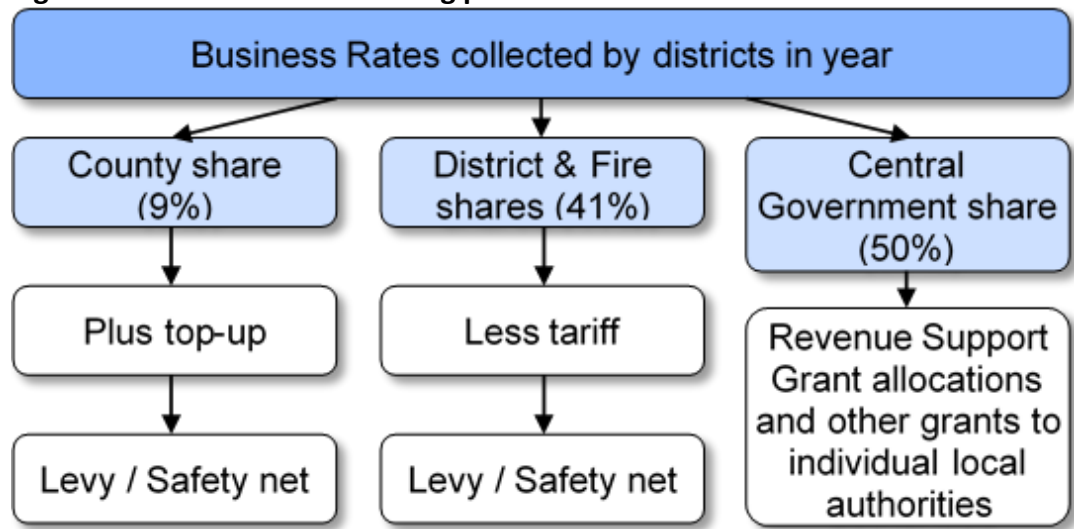 Business Rates collected by districts in year
County share
(9%)
District & Fire
shares (41%)
Central
Government share
(50%)
Plus top-up
Less tariff
Revenue Support
Grant allocations
and other grants to
individual local
authorities
Levy / Safety net
Levy / Safety net